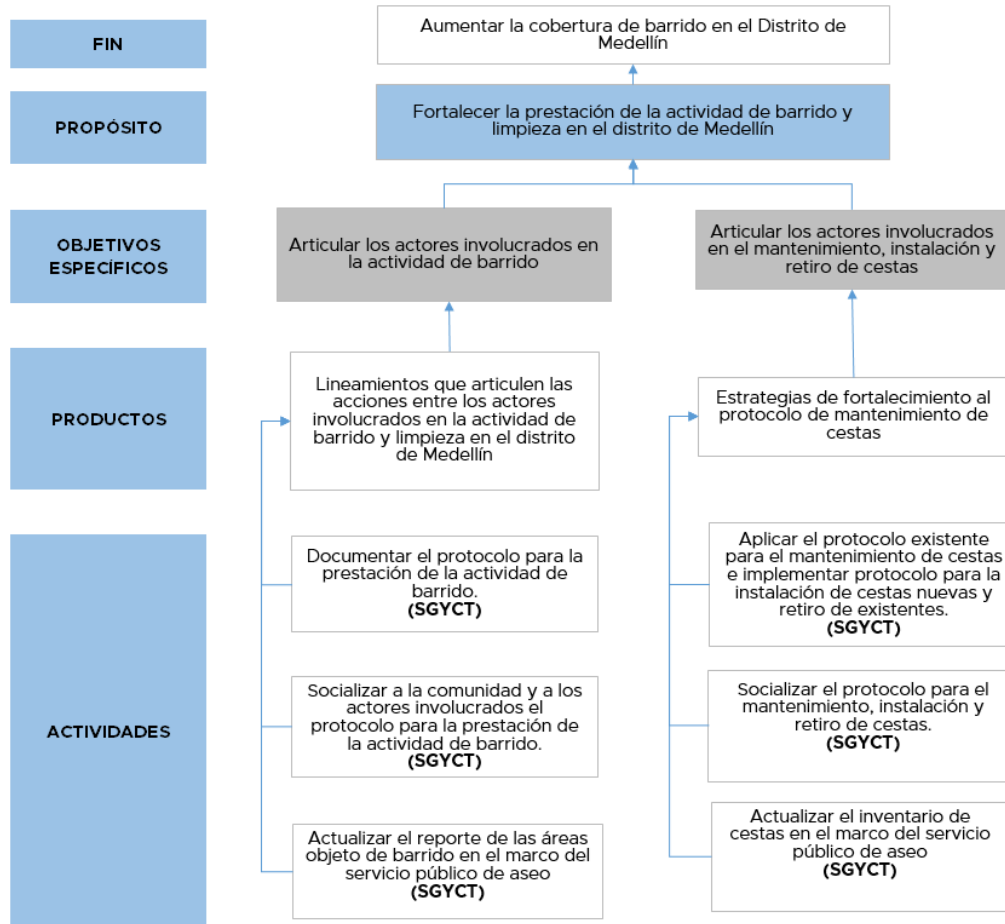 FIN
Aumentar la cobertura de barrido en el Distrito de
Medellín
PROPÓSITO
Fortalecer la prestación de la actividad de barrido y
limpieza en el distrito de Medellín
OBJETIVOS
ESPECÍFICOS
Articular los actores involucrados en
la actividad de barrido
Articular los actores involucrados
en el mantenimiento, instalación y
retiro de cestas
PRODUCTOS
Lineamientos que articulen las
acciones entre los actores
involucrados en la actividad de
barrido y limpieza en el distrito
de Medellín
Estrategias de fortalecimiento al
protocolo de mantenimiento de
cestas
ACTIVIDADES
Documentar el protocolo para la
prestación de la actividad de
barrido.
(SGYCT)
Aplicar el protocolo existente
para el mantenimiento de cestas
e implementar protocolo para la
instalación de cestas nuevas y
retiro de existentes.
(SGYCT)
Socializar a la comunidad y a los
actores involucrados el
protocolo para la prestación de
la actividad de barrido.
(SGYCT)
Socializar el protocolo para el
mantenimiento, instalación y
retiro de cestas.
(SGYCT)
Actualizar el reporte de las áreas
objeto de barrido en el marco del
servicio público de aseo
(SGYCT)
Actualizar el inventario de
cestas en el marco del servicio
público de aseo
(SGYCT)